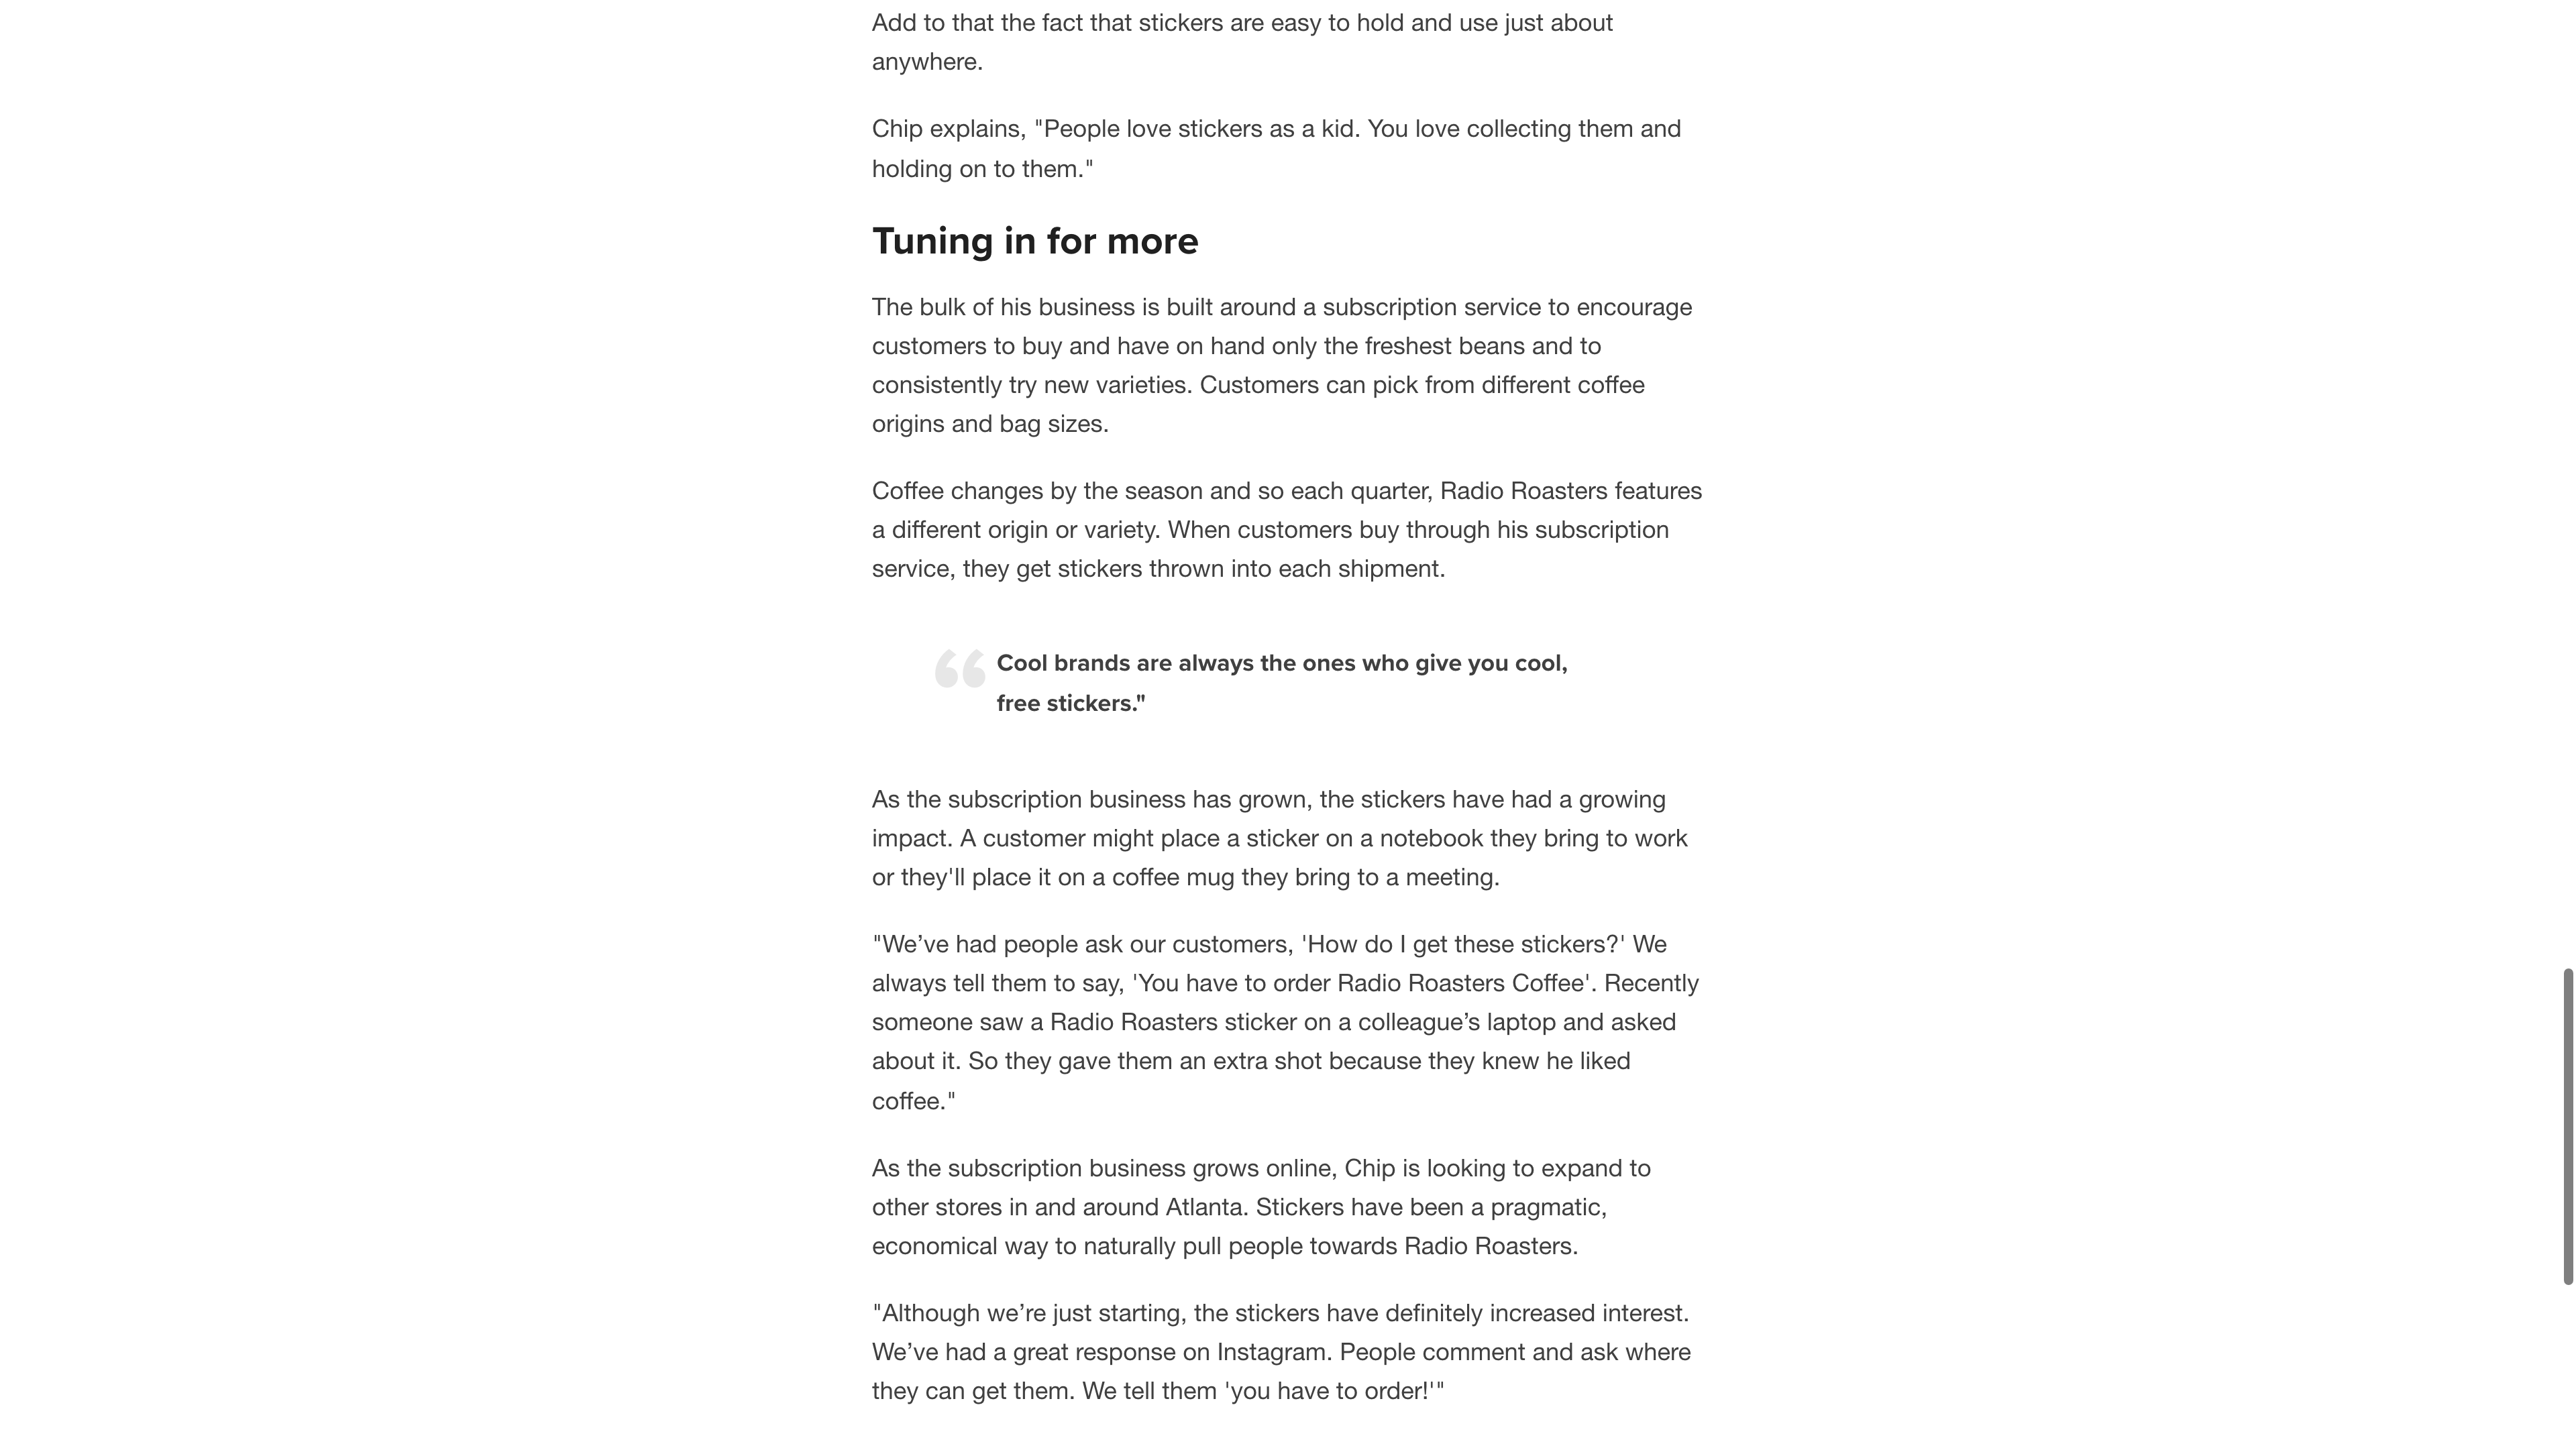 Add to that the fact that stickers are easy to hold and use just about
anywhere.
Chip explains, "People love stickers as a kid. You love collecting them and
holding on to them."
Tuning in for more
The bulk of his business is built around a subscription service to encourage
customers to buy and have on hand only the freshest beans and to
consistently try new varieties. Customers can pick from different coffee
origins and bag sizes.
Coffee changes by the season and so each quarter, Radio Roasters features
a different origin or variety. When customers buy through his subscription
service, they get stickers thrown into each shipment.
“ Cool brands are always the ones who give you cool,
free stickers."
As the subscription business has grown, the stickers have had a growing
impact. A customer might place a sticker on a notebook they bring to work
or they'll place it on a coffee mug they bring to a meeting.
"We’ve had people ask our customers, 'How do I get these stickers?' We
always tell them to say, 'You have to order Radio Roasters Coffee'. Recently
someone saw a Radio Roasters sticker on a colleague’s laptop and asked
about it. So they gave them an extra shot because they knew he liked
coffee."
As the subscription business grows online, Chip is looking to expand to
other stores in and around Atlanta. Stickers have been a pragmatic,
economical way to naturally pull people towards Radio Roasters.
"Although we’re just starting, the stickers have definitely increased interest.
We’ve had a great response on Instagram. People comment and ask where
they can get them. We tell them 'you have to order!'"